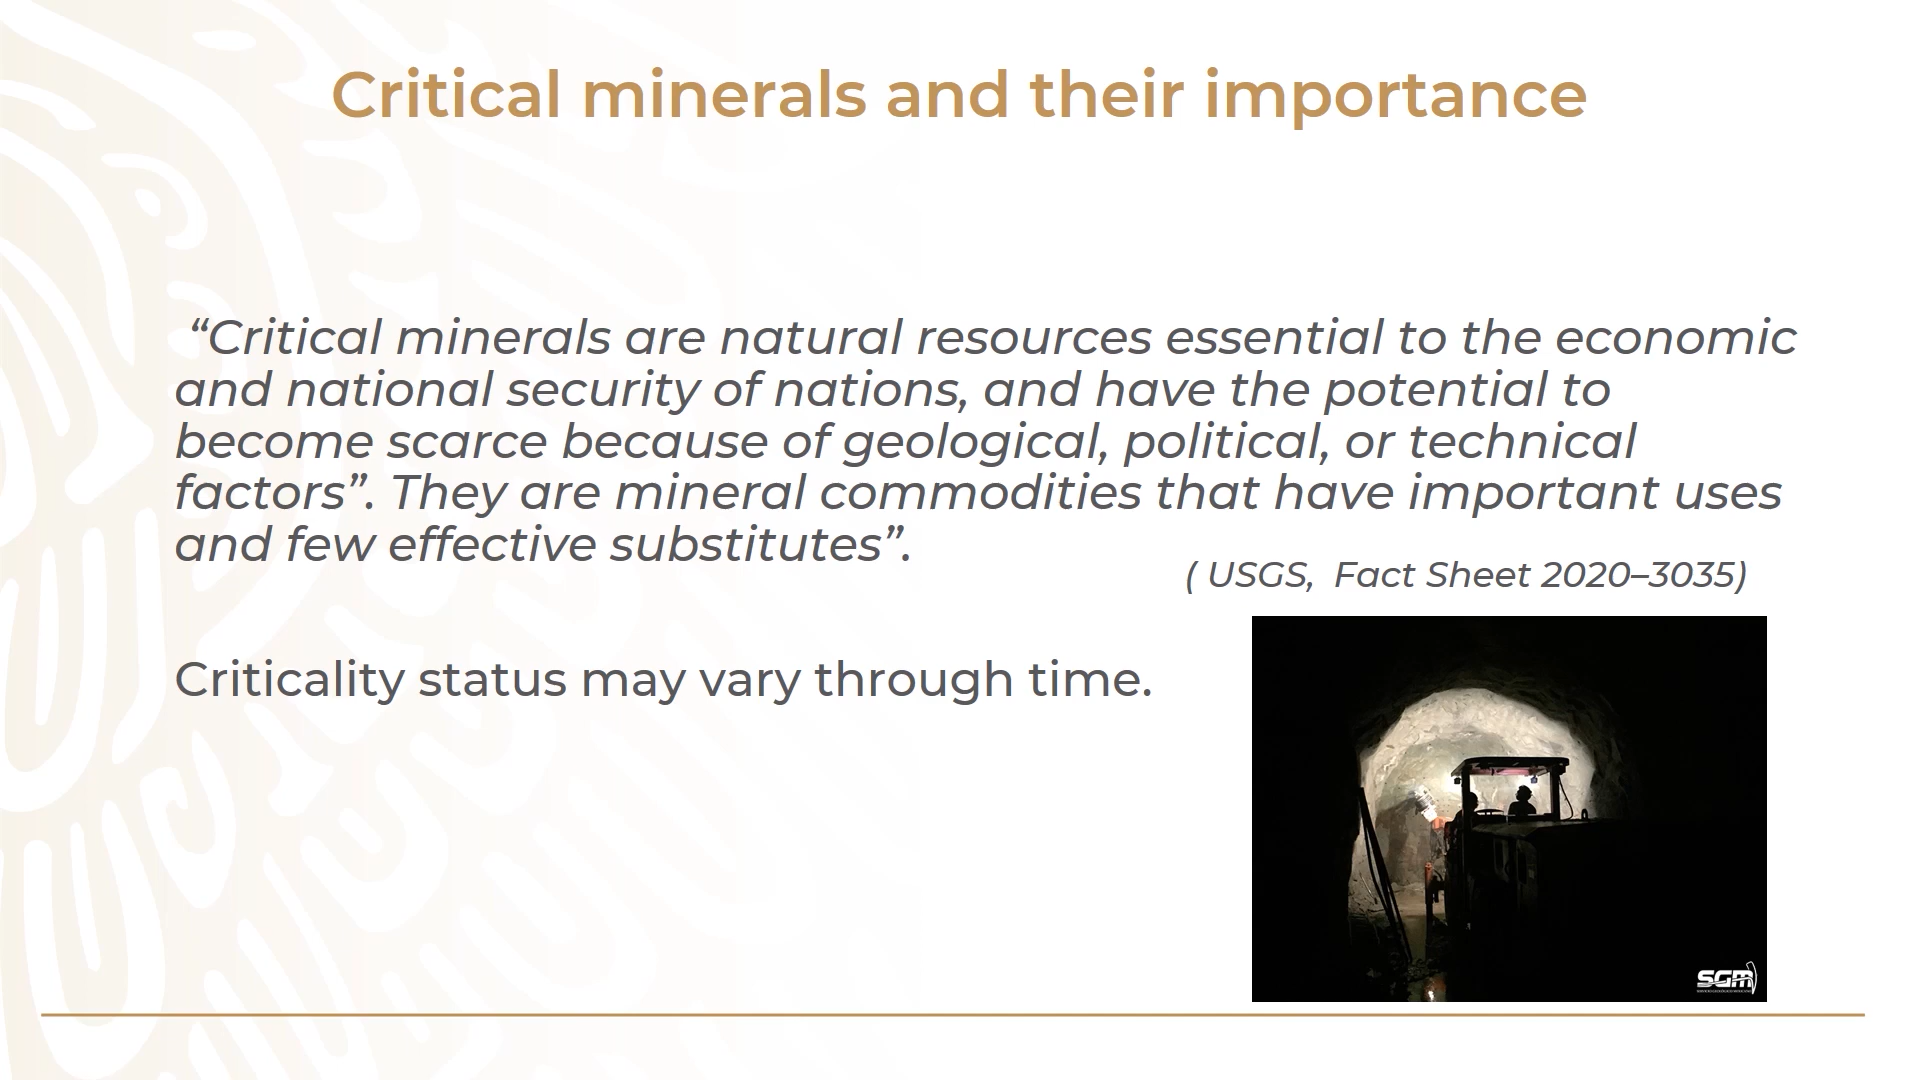 Critical minerals and their importance
“Critical minerals are natural resources essential to the economic
and national security of nations, and have the potential to
become scarce because of geological, political, or technical
factors”. They are mineral commodities that have important uses
and few effective substitutes”.
( USGS, Fact Sheet 2020–3035)
Criticality status may vary through time.
SGM